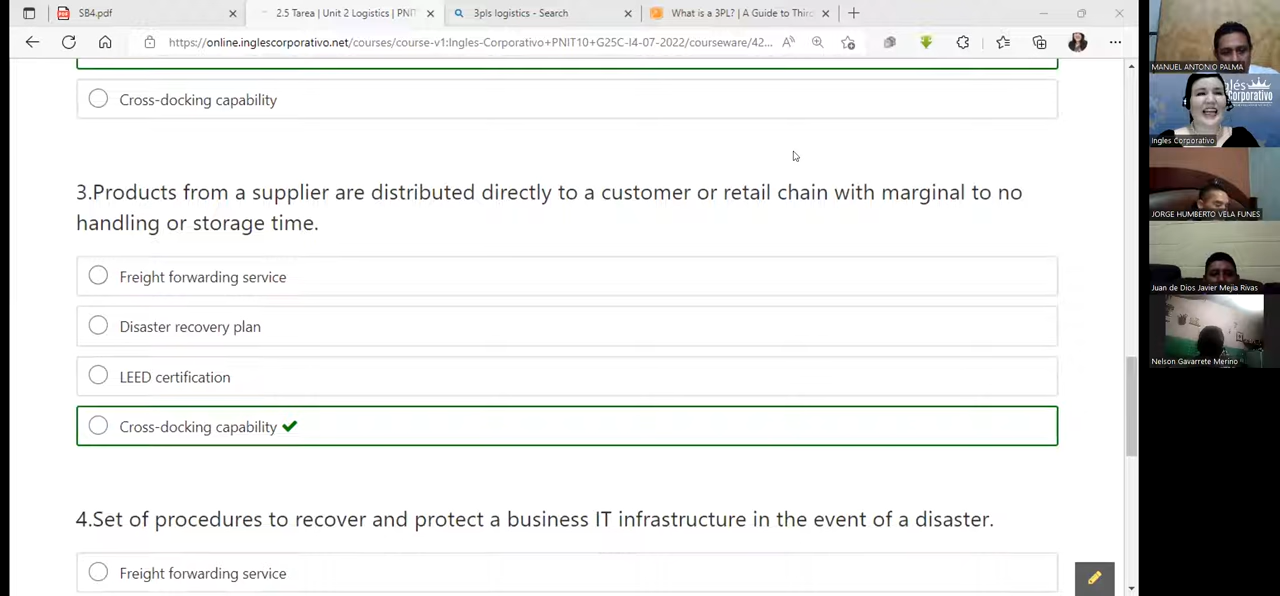 SB4.pdf
2.5 Tarea | Unit 2 Logistics | PNIT
3pls logistics - Search
What is a 3PL? | A Guide to Thir
https://online.inglescorporativo.net/courses/course-v1:Ingles-Corporativo+PNIT10+G25C-I4-07-2022/courseware/42...
Cross-docking capability
3.Products from a supplier are distributed directly to a customer or retail chain with marginal to no
handling or storage time.
Freight forwarding service
Disaster recovery plan
LEED certification
Cross-docking capability
4.Set of procedures to recover and protect a business IT infrastructure in the event of a disaster.
Freight forwarding service
MANUEL ANTONIO PALMA
Ingles Corporativo
JORGE HUMBERTO VELA FUNES
Juan de Dios Javier Mejia Rivas
Nelson Gavarrete Merino